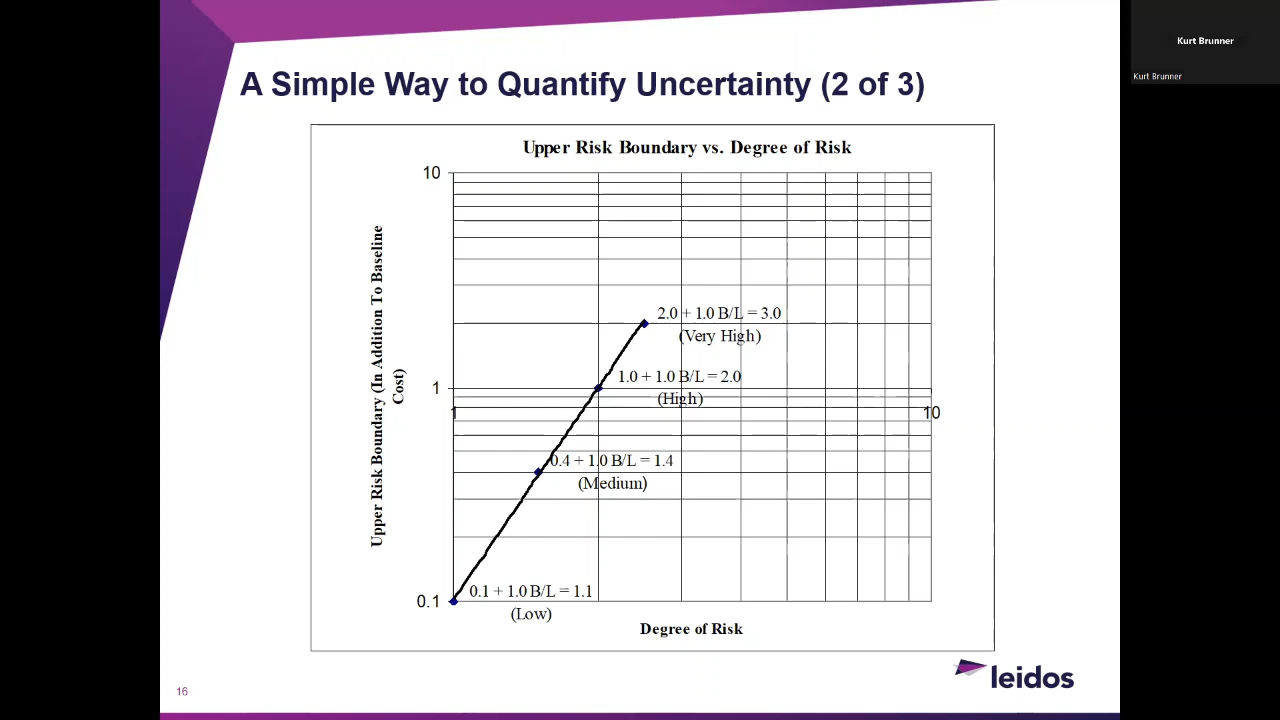 Kurt Brunner
Kurt Brunner
A Simple Way to Quantify Uncertainty (2 of 3)
Upper Risk Boundary vs. Degree of Risk
10
Upper Risk Boundary (In Addition To Baseline
Cost)
2.0 + 1.0 B/L = 3.0
(Very High)
1.0 + 1.0 B/L = 2.0
(High)
1
1
10
0.4 + 1.0 B/L = 1.4
(Medium)
0.1 + 1.0 B/L = 1.1
(Low)
0.1
Degree of Risk
leidos
16